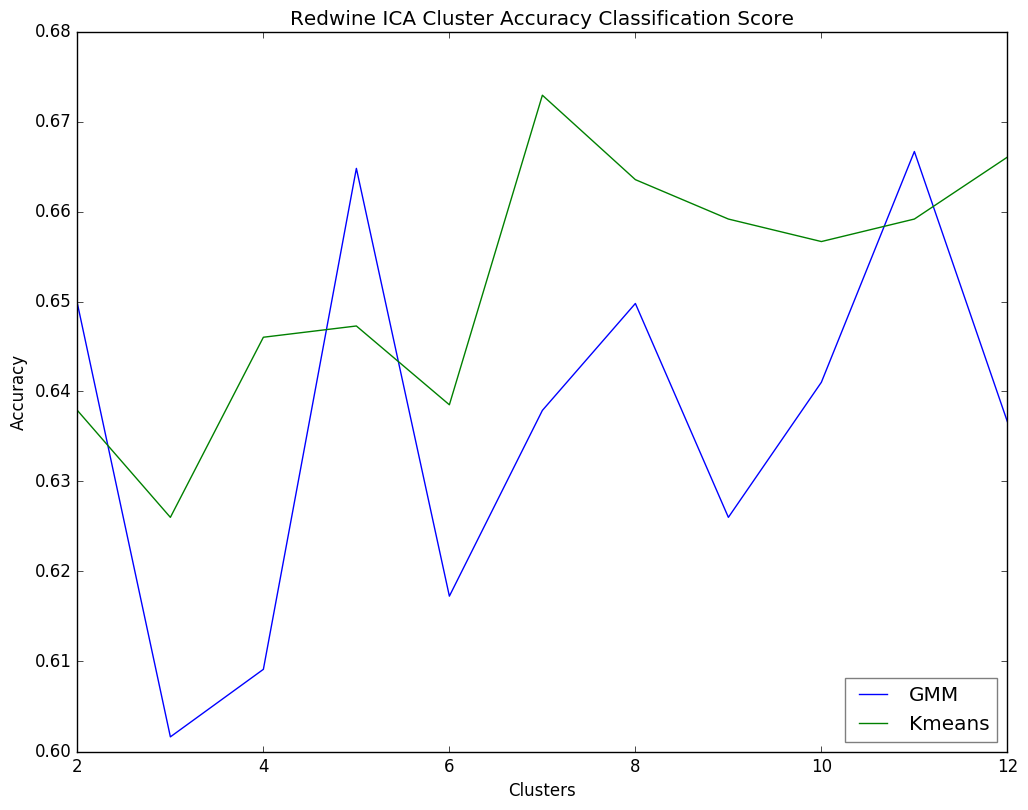 Redwine ICA Cluster Accuracy Classification Score
0.68
0.67
0.66
0.65
0.64
0.63
0.62
0.61
0.60
Accuracy
2 4 6 8 10 12
Clusters
GMM
Kmeans